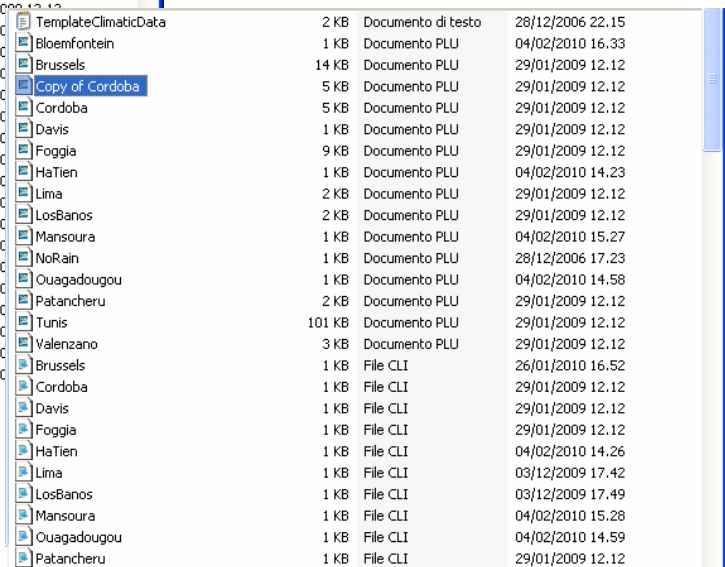 TemplateClimaticData 2 KB Documento di testo 28/12/2006 22.15
Bloemfontein 1 KB Documento PLU 04/02/2010 16.33
Brussels 14 KB Documento PLU 29/01/2009 12.12
Copy of Cordoba 5 KB Documento PLU 29/01/2009 12.12
Cordoba 5 KB Documento PLU 29/01/2009 12.12
Davis 1 KB Documento PLU 29/01/2009 12.12
Foggia 9 KB Documento PLU 29/01/2009 12.12
HaTien 1 KB Documento PLU 04/02/2010 14.23
Lima 2 KB Documento PLU 29/01/2009 12.12
LosBanos 2 KB Documento PLU 29/01/2009 12.12
Mansoura 1 KB Documento PLU 04/02/2010 15.27
NoRain 1 KB Documento PLU 28/12/2006 17.23
Ouagadougou 1 KB Documento PLU 04/02/2010 14.58
Patancheru 2 KB Documento PLU 29/01/2009 12.12
Tunis 101 KB Documento PLU 29/01/2009 12.12
Valenzano 3 KB Documento PLU 29/01/2009 12.12
Brussels 1 KB File CLI 26/01/2010 16.52
Cordoba 1 KB File CLI 29/01/2009 12.12
Davis 1 KB File CLI 29/01/2009 12.12
Foggia 1 KB File CLI 29/01/2009 12.12
HaTien 1 KB File CLI 04/02/2010 14.26
Lima 1 KB File CLI 03/12/2009 17.42
LosBanos 1 KB File CLI 03/12/2009 17.49
Mansoura 1 KB File CLI 04/02/2010 15.28
Ouagadougou 1 KB File CLI 04/02/2010 14.59
Patancheru 1 KB File CLI 29/01/2009 12.12